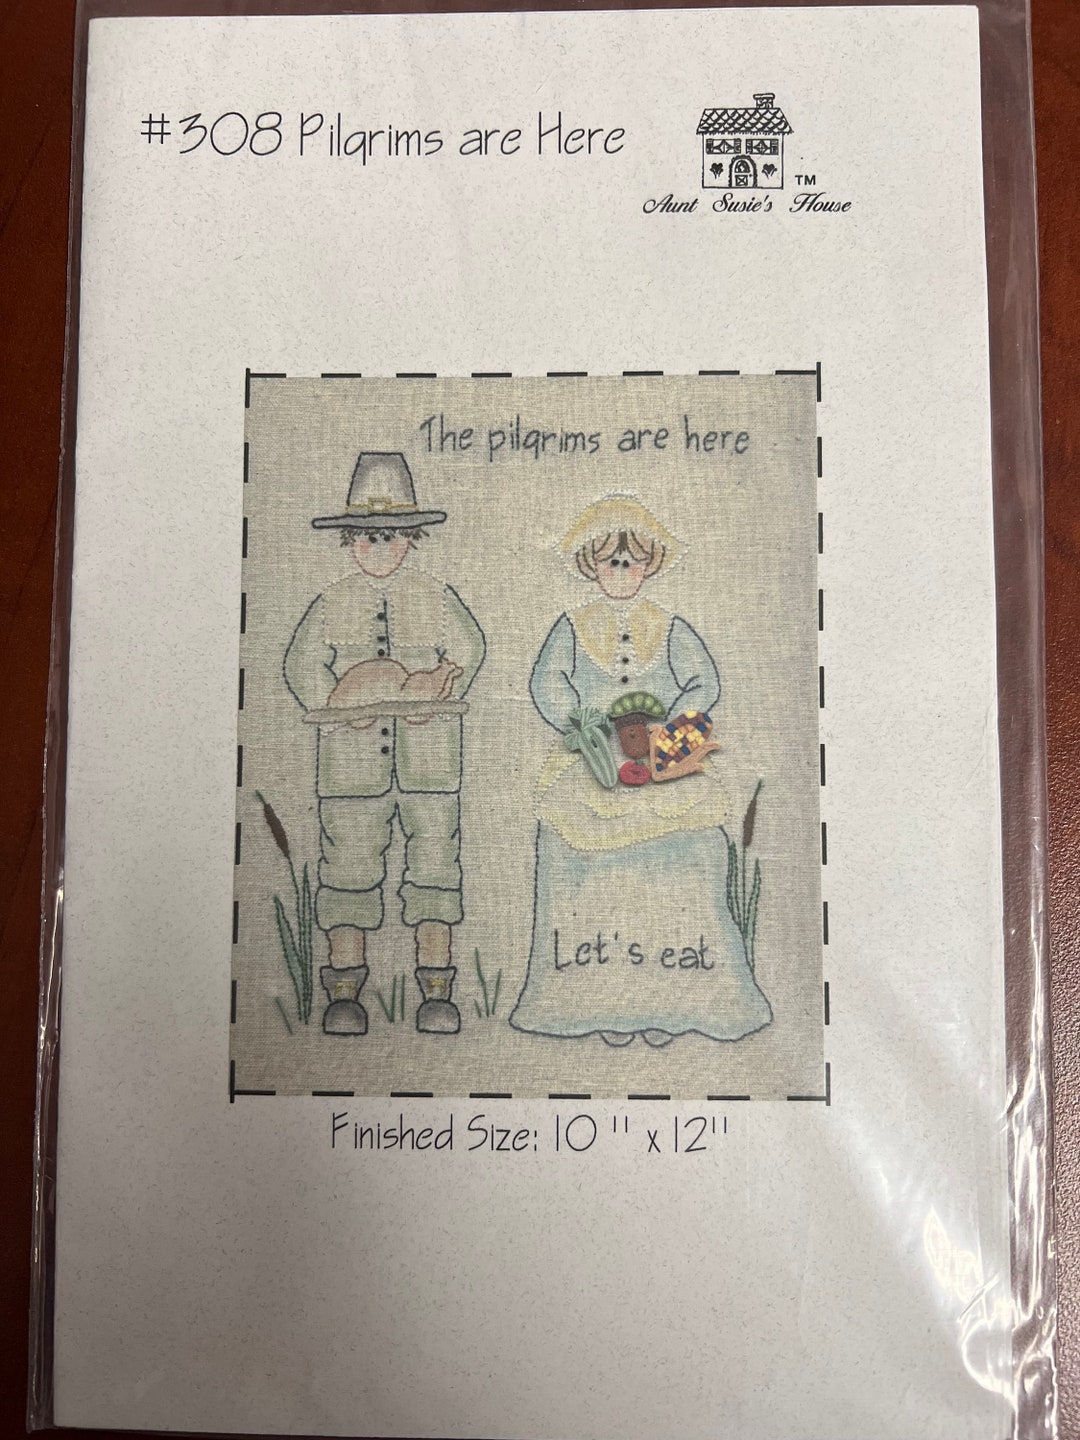 #308 Pilgrims are Here
TM
Aunt Susie's House
The pilgrims are here
Let's eat
Finished Size: 10 " x 12"